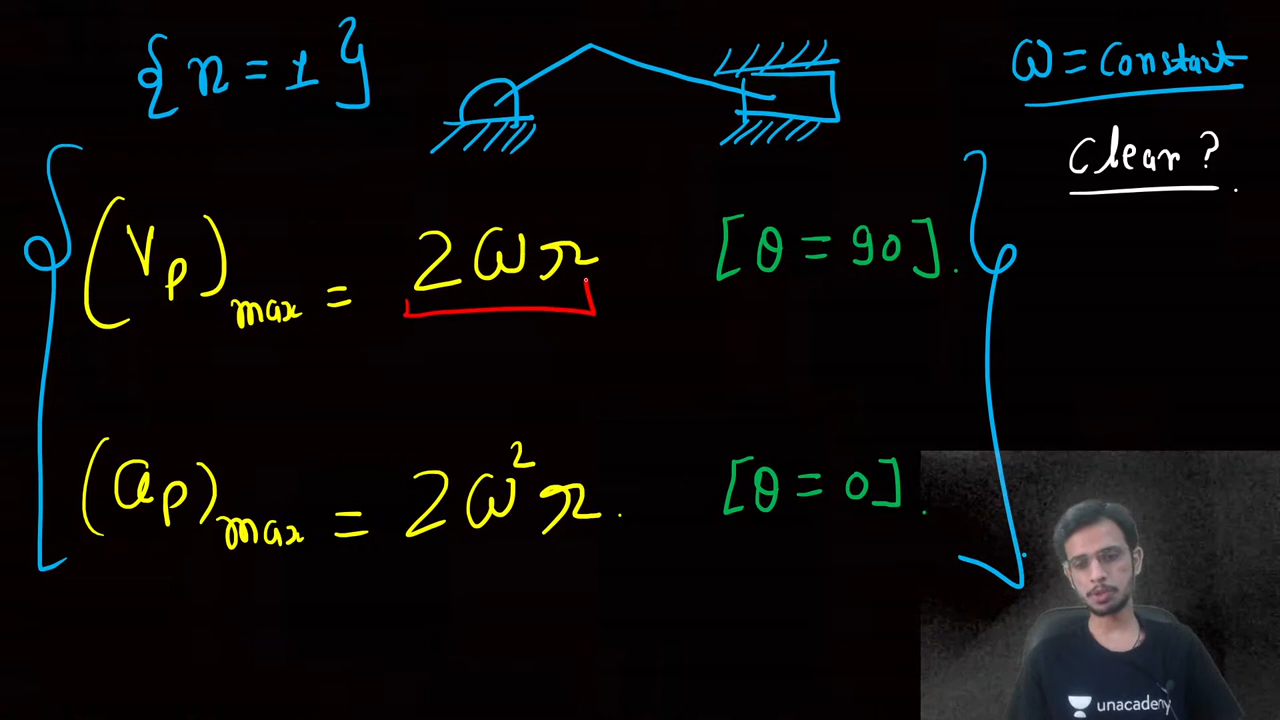 {n = 1}
ω = constant
clear ?
(Vp)max = 2ωr [θ = 90].
(ap)max = 2ω²r. [θ = 0].
unacademy